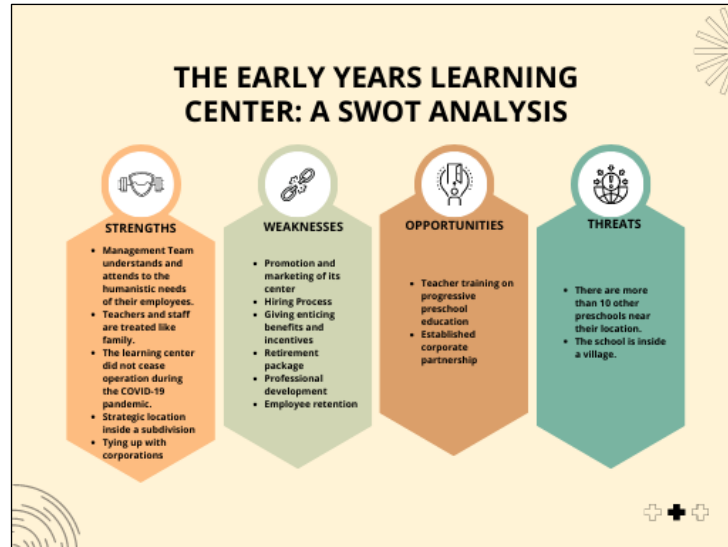 THE EARLY YEARS LEARNING
CENTER: A SWOT ANALYSIS
STRENGTHS
• Management Team
understands and
attends to the
humanistic needs
of their employees.
• Teachers and staff
are treated like
family.
• The learning center
did not cease
operation during
the COVID-19
pandemic.
• Strategic location
inside a subdivision
• Tying up with
corporations
WEAKNESSES
• Promotion and
marketing of its
center
• Hiring Process
• Giving enticing
benefits and
incentives
• Retirement
package
• Professional
development
• Employee retention
OPPORTUNITIES
• Teacher training on
progressive
preschool
education
• Established
corporate
partnership
THREATS
• There are more
than 10 other
preschools near
their location.
• The school is inside
a village.